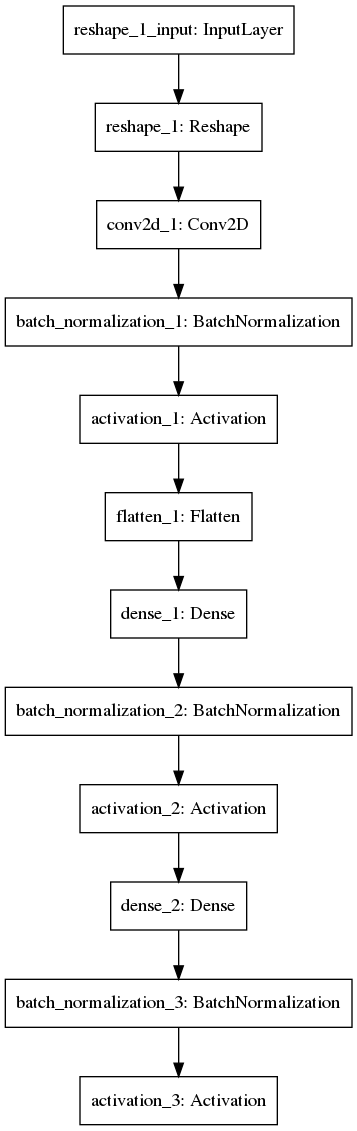 reshape_1_input: InputLayer
reshape_1: Reshape
conv2d_1: Conv2D
batch_normalization_1: BatchNormalization
activation_1: Activation
flatten_1: Flatten
dense_1: Dense
batch_normalization_2: BatchNormalization
activation_2: Activation
dense_2: Dense
batch_normalization_3: BatchNormalization
activation_3: Activation